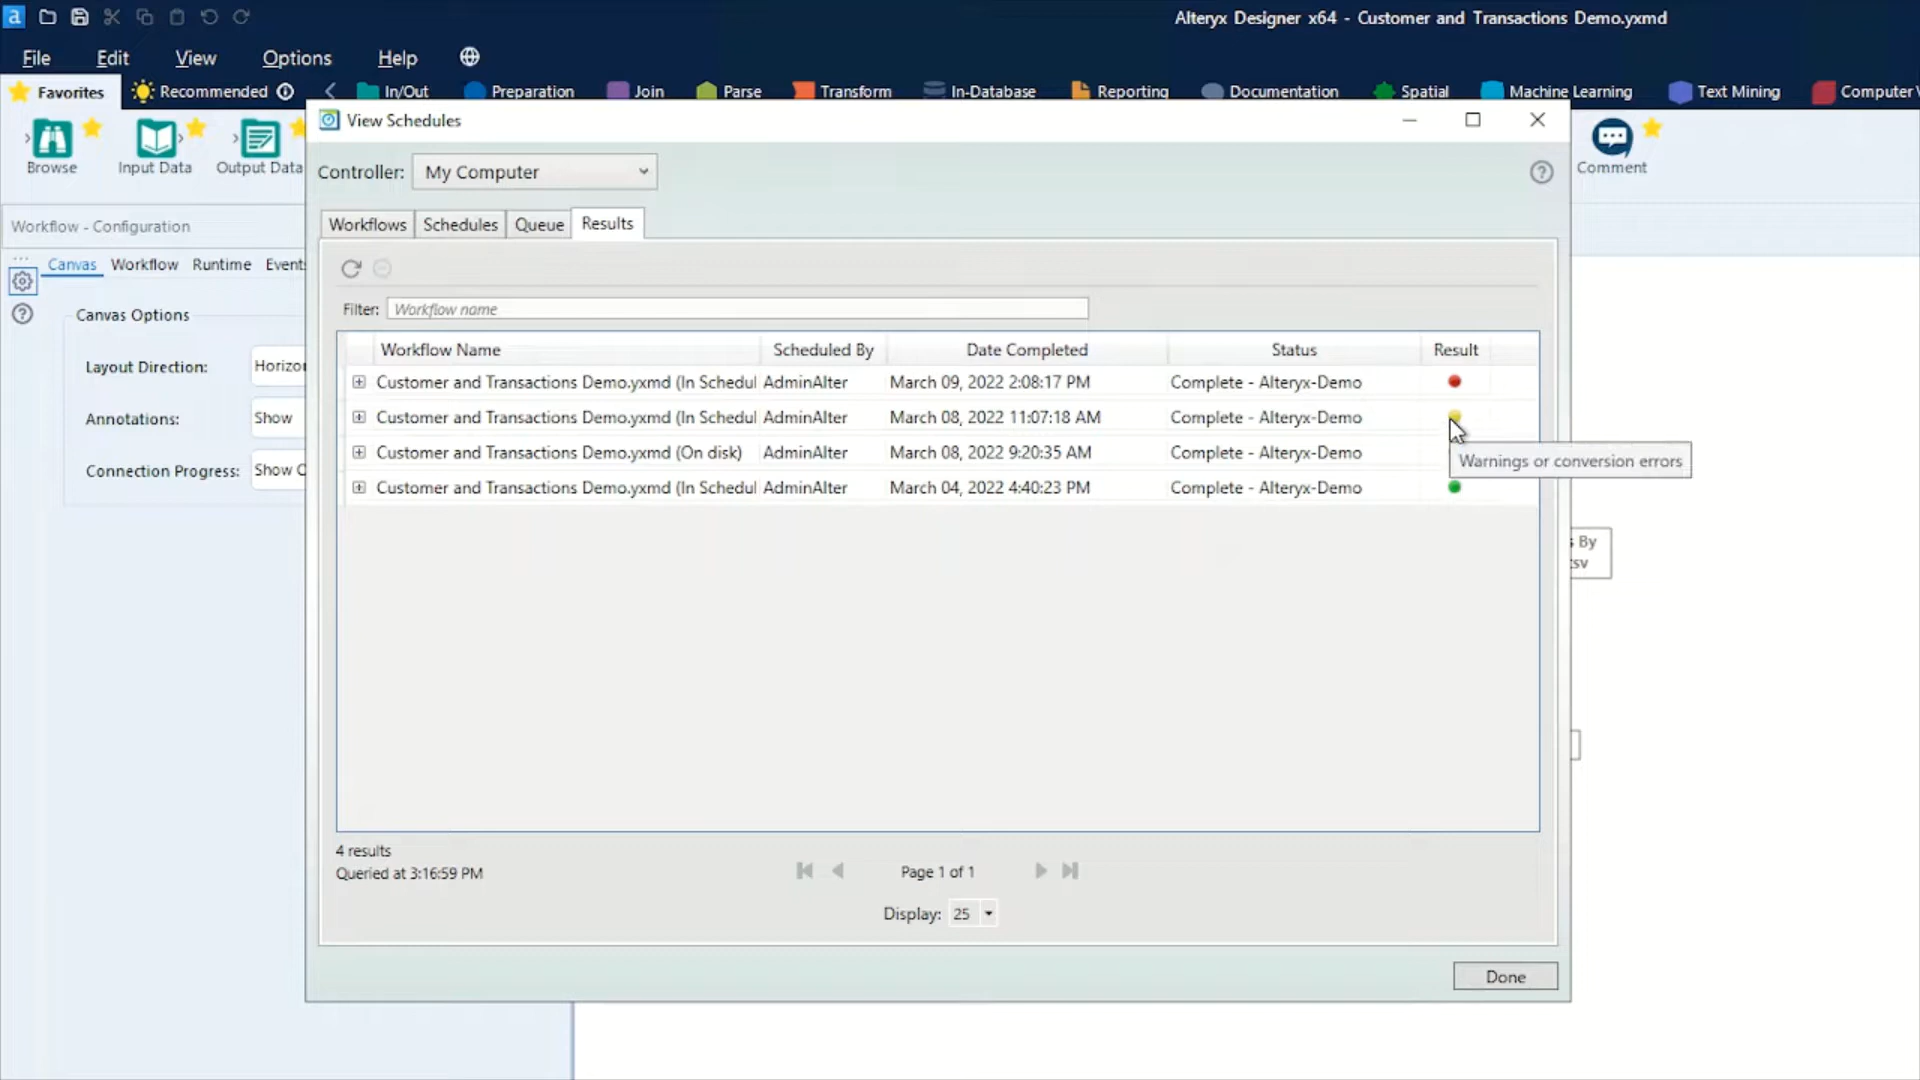 a
Alteryx Designer x64 - Customer and Transactions Demo.yxmd
File Edit View Options Help
Favorites Recommended In/Out Preparation Join Parse Transform In-Database Reporting Documentation Spatial Machine Learning Text Mining Computer
Browse Input Data Output Data Comment
View Schedules
Controller: My Computer
Workflow - Configuration
Workflows Schedules Queue Results
Canvas Workflow Runtime
Filter: Workflow name
Canvas Options
Layout Direction:
Annotations: Show
Connection Progress: Show
Workflow Name Scheduled By Date Completed Status Result
Customer and Transactions Demo.yxmd (In Schedul AdminAlter March 09, 2022 2:08:17 PM Complete - Alteryx-Demo
Customer and Transactions Demo.yxmd (In Schedul AdminAlter March 08, 2022 11:07:18 AM Complete - Alteryx-Demo
Customer and Transactions Demo.yxmd (On disk) AdminAlter March 08, 2022 9:20:35 AM Complete - Alteryx-Demo
Warnings or conversion errors
Customer and Transactions Demo.yxmd (In Schedul AdminAlter March 04, 2022 4:40:23 PM Complete - Alteryx-Demo
By
4 results
Queried at 3:16:59 PM
Page 1 of 1
Display: 25
Done